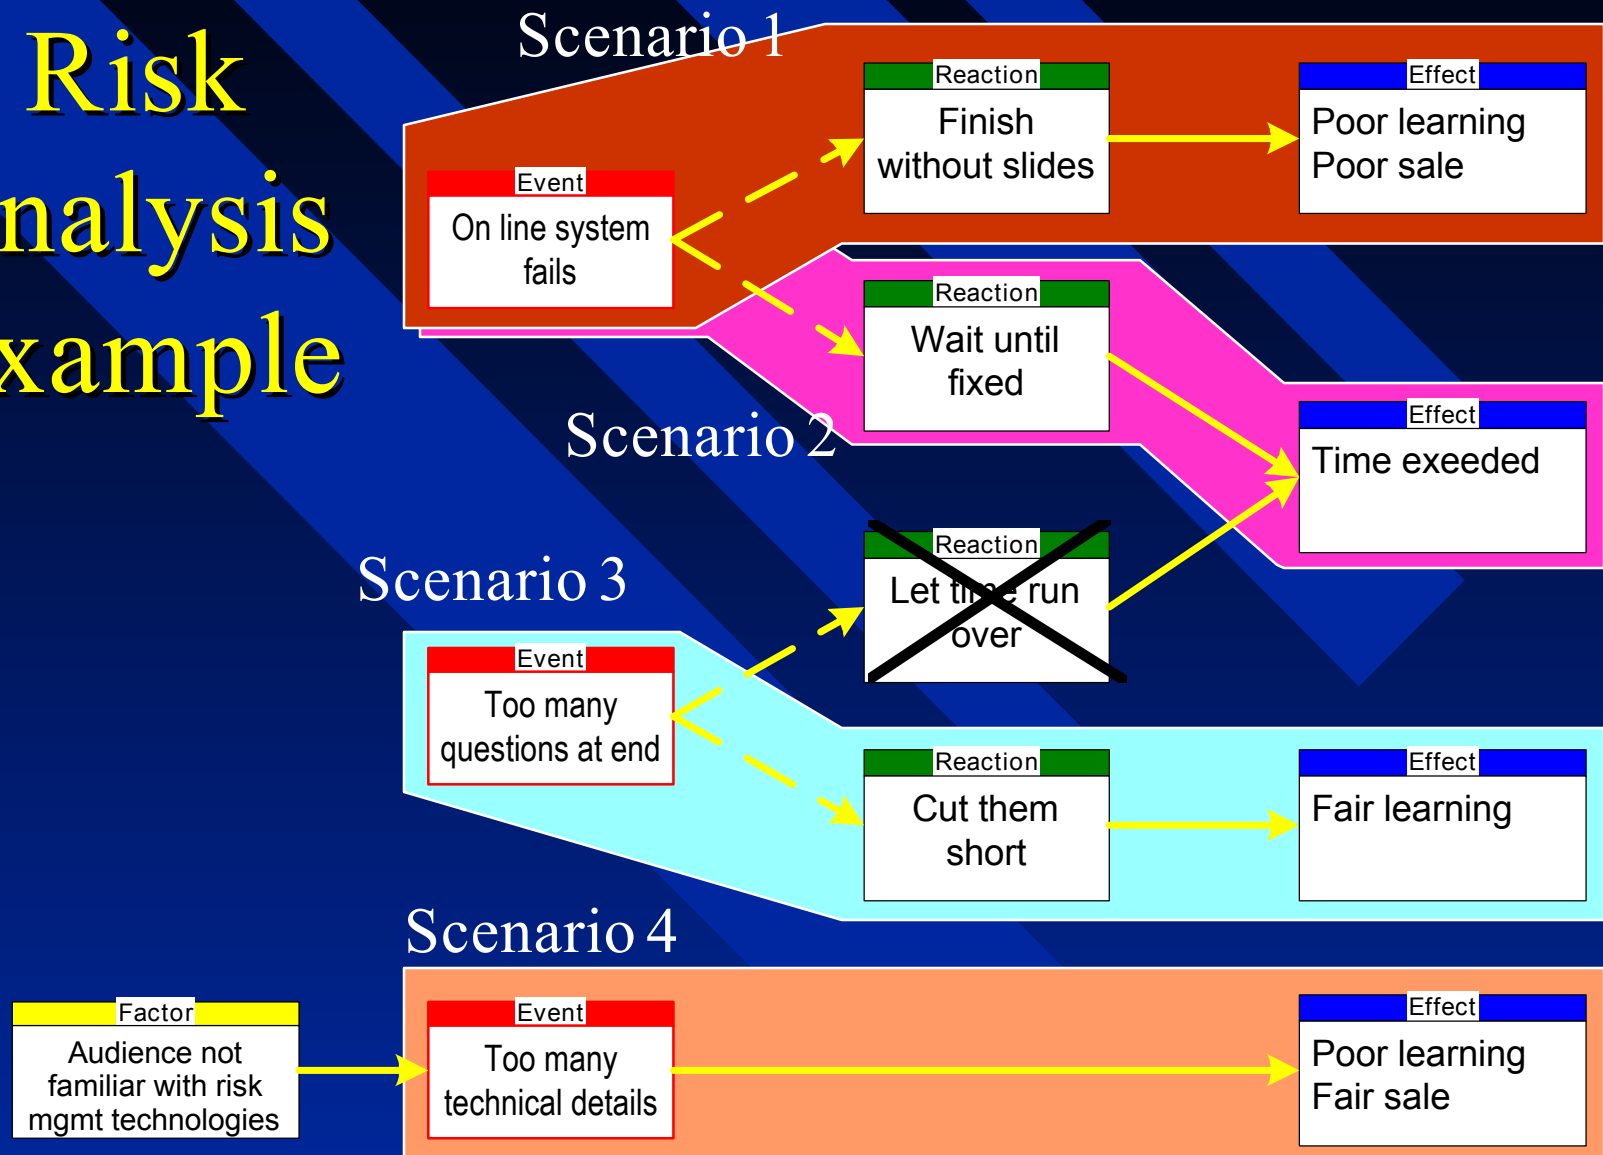 Risk
nalysis
xample
Scenario 1
Event
On line system
fails
Reaction
Finish
without slides
Effect
Poor learning
Poor sale
Scenario 2
Reaction
Wait until
fixed
Effect
Time exeeded
Scenario 3
Event
Too many
questions at end
Reaction
Let time run
over
Reaction
Cut them
short
Effect
Fair learning
Scenario 4
Factor
Audience not
familiar with risk
mgmt technologies
Event
Too many
technical details
Effect
Poor learning
Fair sale